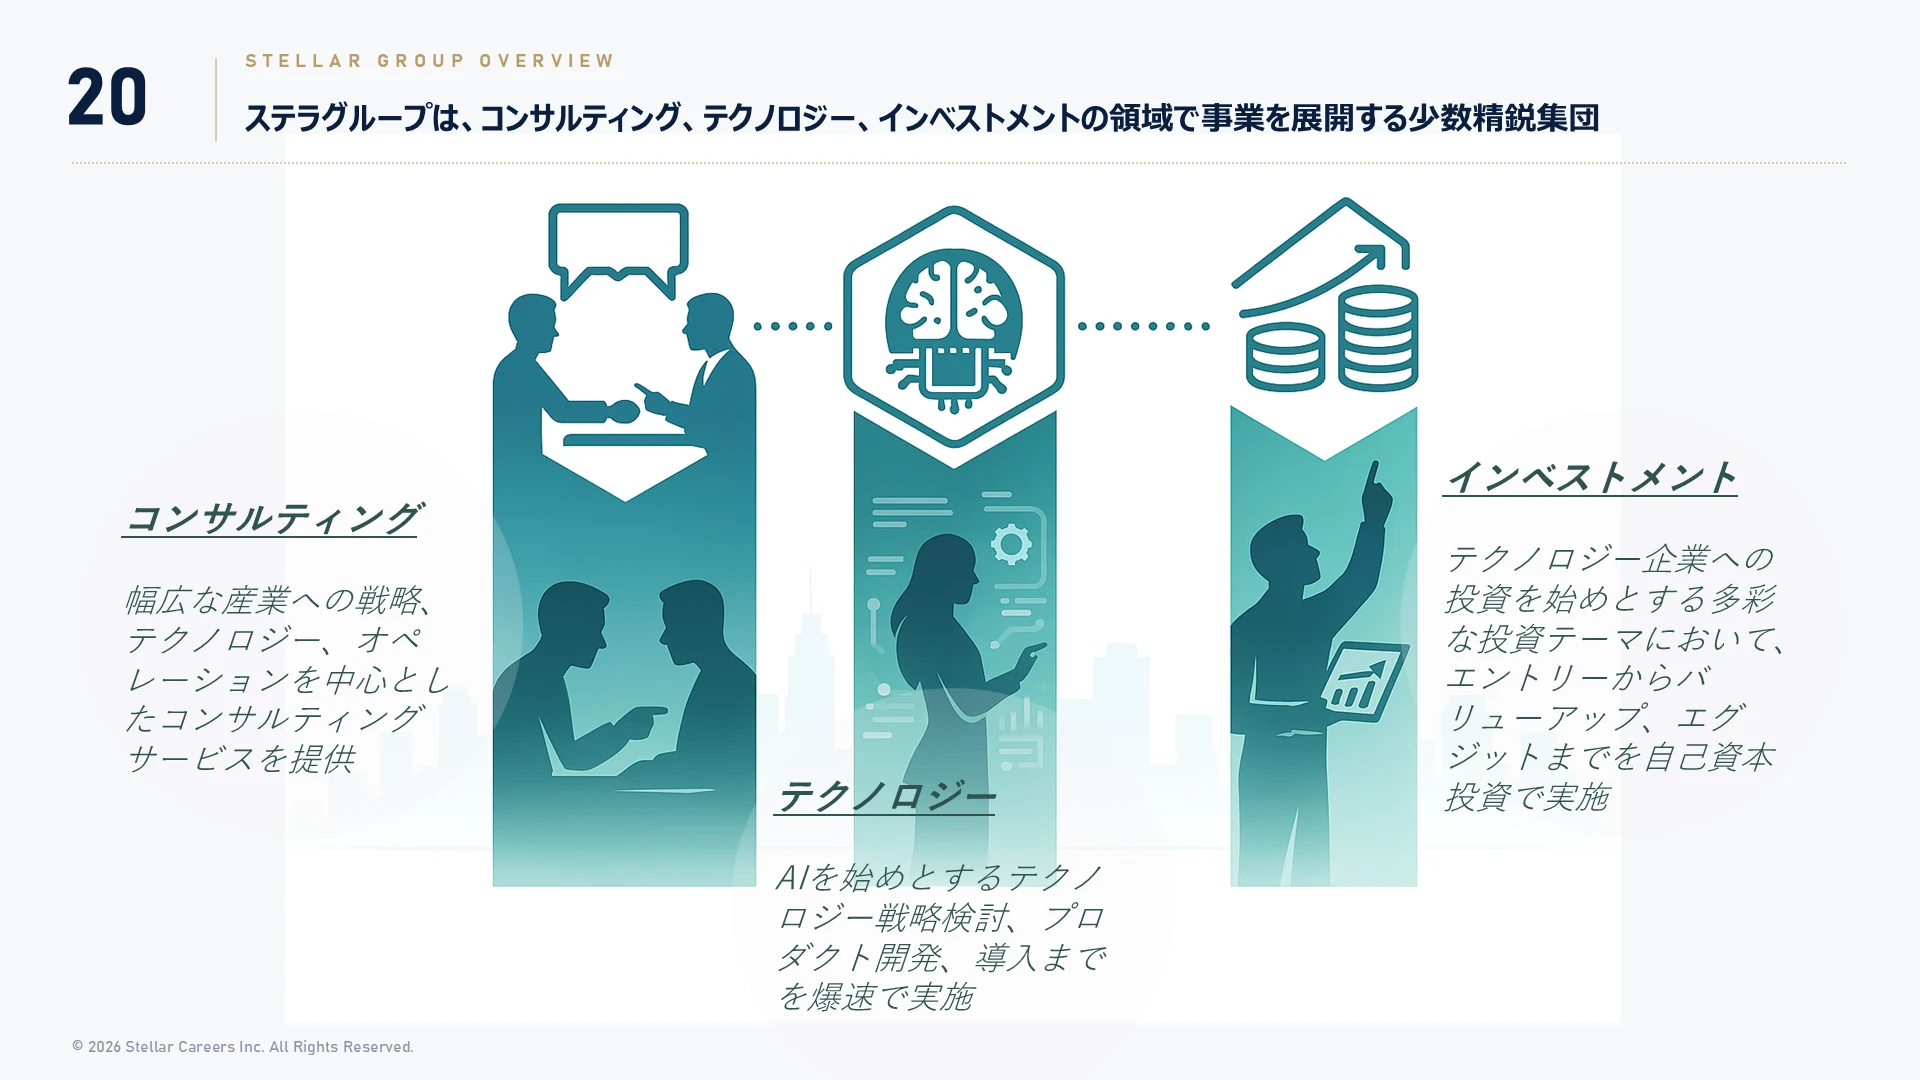 20
STELLAR GROUP OVERVIEW
ステラグループは、コンサルティング、テクノロジー、インベストメントの領域で事業を展開する少数精鋭集団
コンサルティング
幅広な産業への戦略、
テクノロジー、オペ
レーションを中心とし
たコンサルティング
サービスを提供
テクノロジー
AIを始めとするテクノ
ロジー戦略検討、プロ
ダクト開発、導入まで
を爆速で実施
インベストメント
テクノロジー企業への
投資を始めとする多彩
な投資テーマにおいて、
エントリーからバ
リューアップ、エグ
ジットまでを自己資本
投資で実施
© 2026 Stellar Careers Inc. All Rights Reserved.